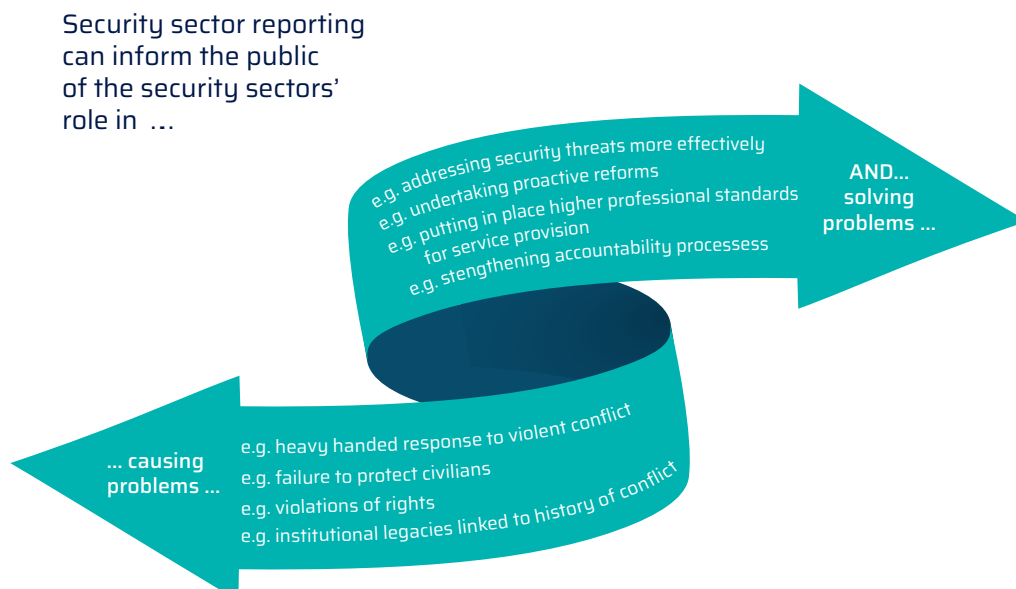 Security sector reporting
can inform the public
of the security sectors'
role in ...
e.g. addressing security threats more effectively
e.g. undertaking proactive reforms
e.g. putting in place higher professional standards
for service provision
e.g. stengthening accountability processess
AND...
solving
problems ...
... causing
problems ...
e.g. heavy handed response to violent conflict
e.g. failure to protect civilians
e.g. violations of rights
e.g. institutional legacies linked to history of conflict